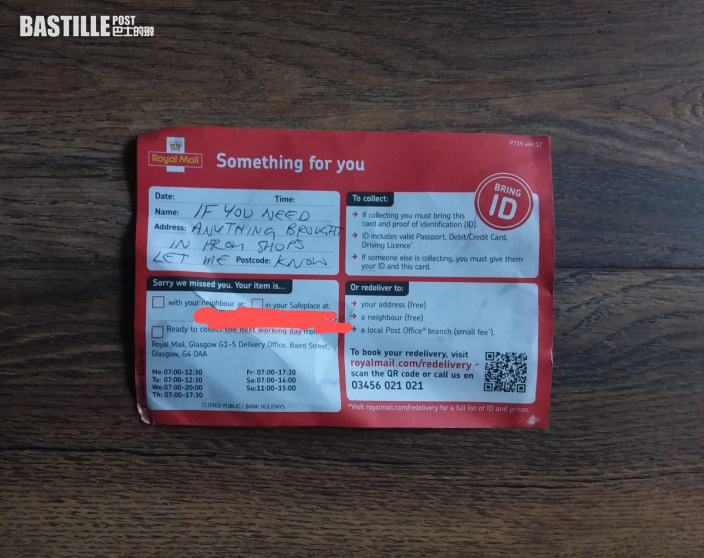 BASTILLE POST
巴士的報
P739 JAN 17
Royal Mail
Something for you
BRING
ID
Date: Time:
Name: IF YOU NEED
Address: ANYTHING BROUGHT
IN FROM SHOPS
LET ME Postcode: KNOW
To collect:
→ If collecting you must bring this
card and proof of identification (ID).
→ ID includes valid Passport, Debit/Credit Card,
Driving Licence*.
→ If someone else is collecting, you must give them
your ID and this card.
Sorry we missed you. Your item is...
with your neighbour at: in your Safeplace at:
Ready to collect the next working day from
Royal Mail, Glasgow G1-5 Delivery Office, Baird Street,
Glasgow, G4 0AA
Mo: 07:00-12:30 Fr: 07:00-17:30
Tu: 07:00-12:30 Sa: 07:00-14:00
We: 07:00-20:00 Su: 11:00-15:00
Th: 07:00-17:30
CLOSED PUBLIC / BANK HOLIDAYS
Or redeliver to:
→ your address (free)
→ a neighbour (free)
→ a local Post Office® branch (small fee*).
To book your redelivery, visit
royalmail.com/redelivery -
scan the QR code or call us on
03456 021 021
*Visit royalmail.com/redelivery for a full list of ID and prices.